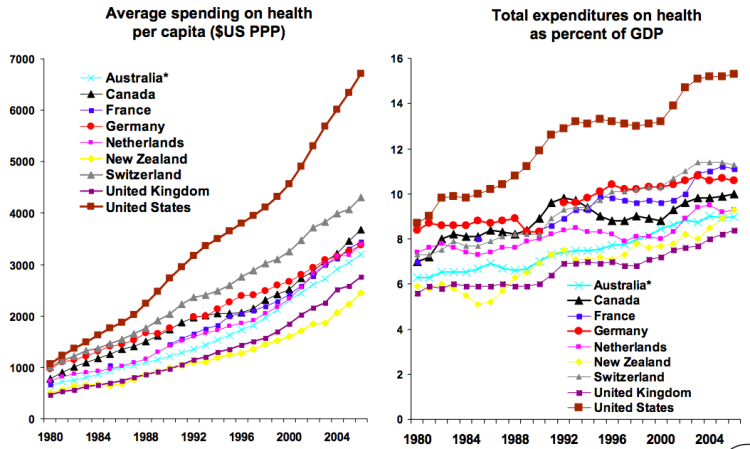 Average spending on health
per capita ($US PPP)
7000
6000
5000
4000
3000
2000
1000
0
Australia*
Canada
France
Germany
Netherlands
New Zealand
Switzerland
United Kingdom
United States
1980 1984 1988 1992 1996 2000 2004
Total expenditures on health
as percent of GDP
16
14
12
10
8
6
4
2
0
Australia*
Canada
France
Germany
Netherlands
New Zealand
Switzerland
United Kingdom
United States
1980 1984 1988 1992 1996 2000 2004